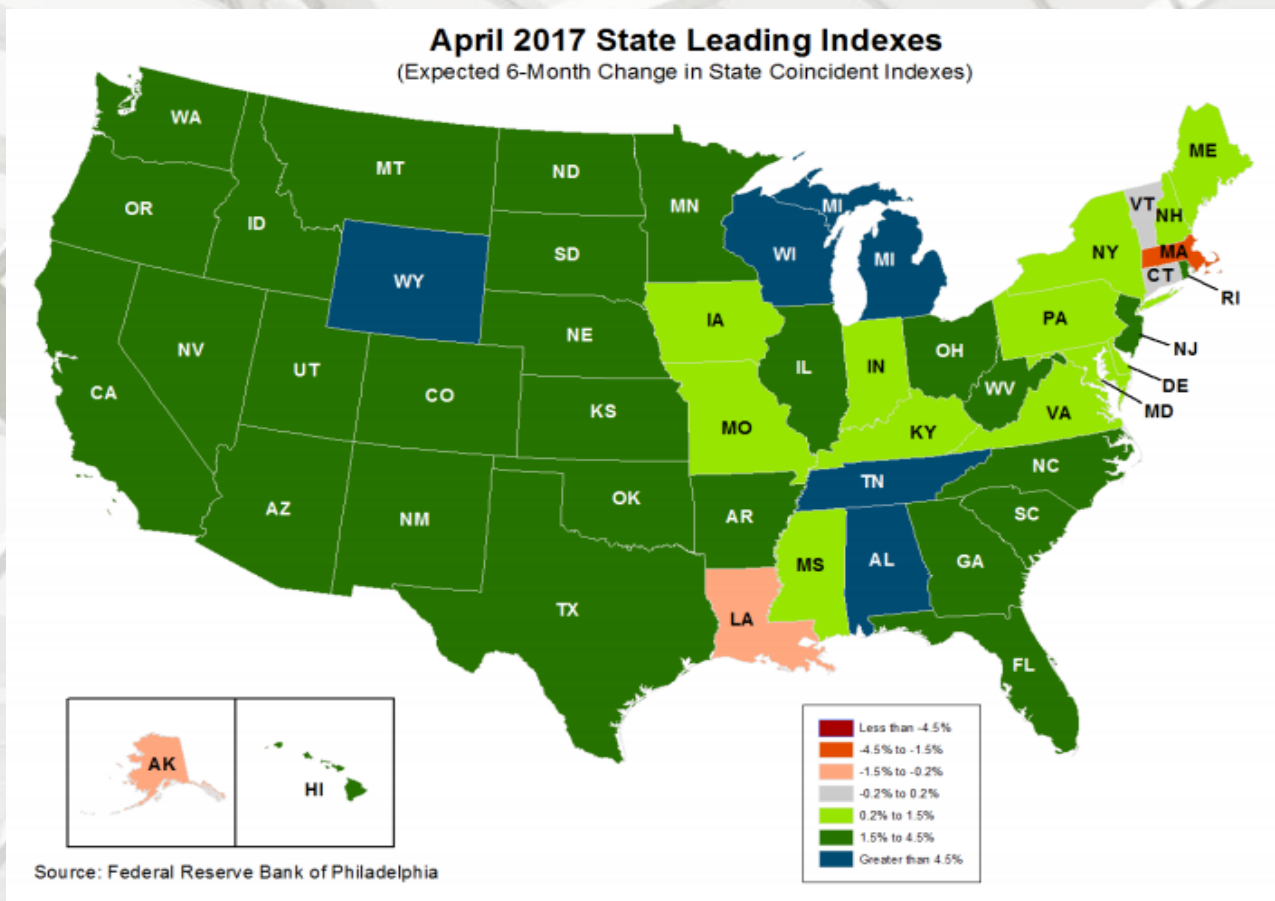 April 2017 State Leading Indexes
(Expected 6-Month Change in State Coincident Indexes)
WA
MT
ND
MN
ME
OR
ID
SD
WI
MI
MI
VT
NH
NY
MA
CT
RI
WY
NE
IA
PA
NJ
NV
UT
CO
KS
IL
IN
OH
WV
DE
MD
CA
MO
KY
VA
AZ
NM
OK
AR
TN
NC
SC
TX
LA
MS
AL
GA
FL
AK
HI
Less than -4.5%
-4.5% to -1.5%
-1.5% to -0.2%
-0.2% to 0.2%
0.2% to 1.5%
1.5% to 4.5%
Greater than 4.5%
Source: Federal Reserve Bank of Philadelphia